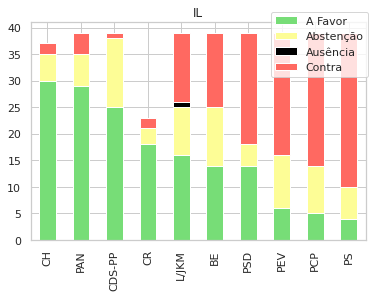 IL
A Favor
Abstenção
Ausência
Contra
40
35
30
25
20
15
10
5
0
CH
PAN
CDS-PP
CR
L/JKM
BE
PSD
PEV
PCP
PS